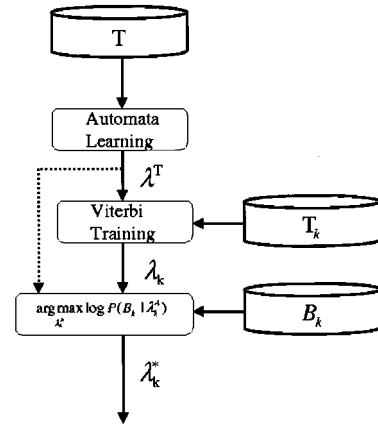 T
Automata
Learning
λ^T
Viterbi
Training
T_k
λ_k
arg max log P(B_k | λ_k^A)
λ_k^A
B_k
λ_k^*